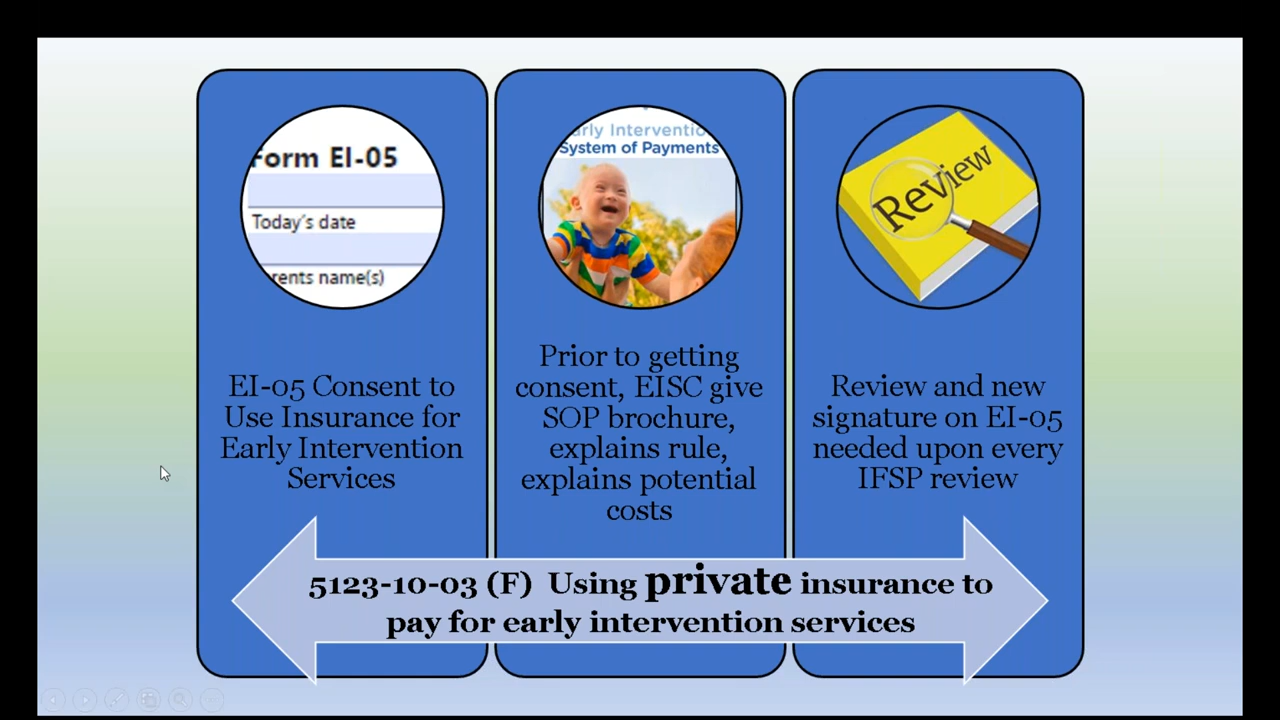 Form EI-05
Today's date
rents name(s)
EI-05 Consent to
Use Insurance for
Early Intervention
Services
arly Interventio
System of Payments
Prior to getting
consent, EISC give
SOP brochure,
explains rule,
explains potential
costs
Review
Review and new
signature on EI-05
needed upon every
IFSP review
5123-10-03 (F) Using private insurance to
pay for early intervention services